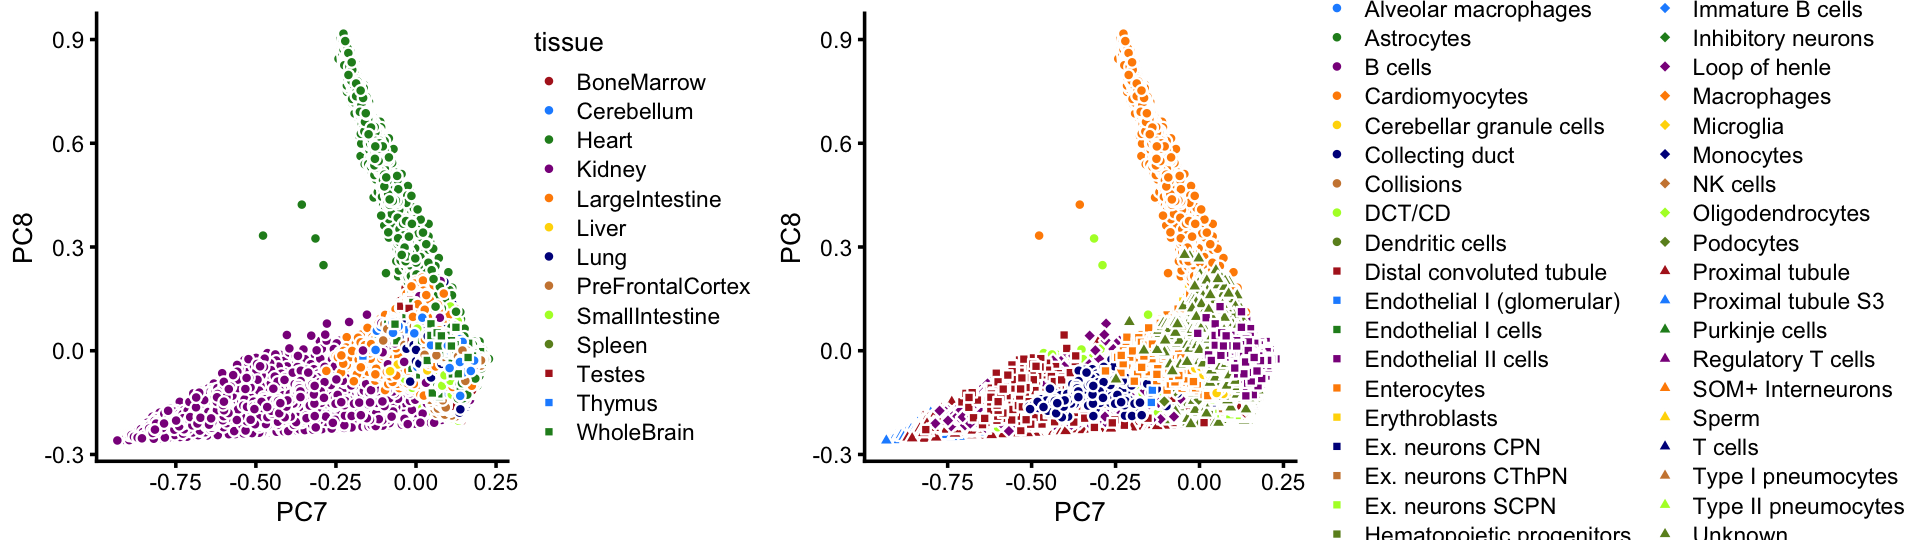 0.9
0.6
0.3
0.0
-0.3
PC8
-0.75
-0.50
-0.25
0.00
0.25
PC7
tissue
BoneMarrow
Cerebellum
Heart
Kidney
LargeIntestine
Liver
Lung
PreFrontalCortex
SmallIntestine
Spleen
Testes
Thymus
WholeBrain
0.9
0.6
0.3
0.0
-0.3
PC8
-0.75
-0.50
-0.25
0.00
0.25
PC7
Alveolar macrophages
Astrocytes
B cells
Cardiomyocytes
Cerebellar granule cells
Collecting duct
Collisions
DCT/CD
Dendritic cells
Distal convoluted tubule
Endothelial I (glomerular)
Endothelial I cells
Endothelial II cells
Enterocytes
Erythroblasts
Ex. neurons CPN
Ex. neurons CThPN
Ex. neurons SCPN
Hematopoietic progenitors
Immature B cells
Inhibitory neurons
Loop of henle
Macrophages
Microglia
Monocytes
NK cells
Oligodendrocytes
Podocytes
Proximal tubule
Proximal tubule S3
Purkinje cells
Regulatory T cells
SOM+ Interneurons
Sperm
T cells
Type I pneumocytes
Type II pneumocytes
Unknown